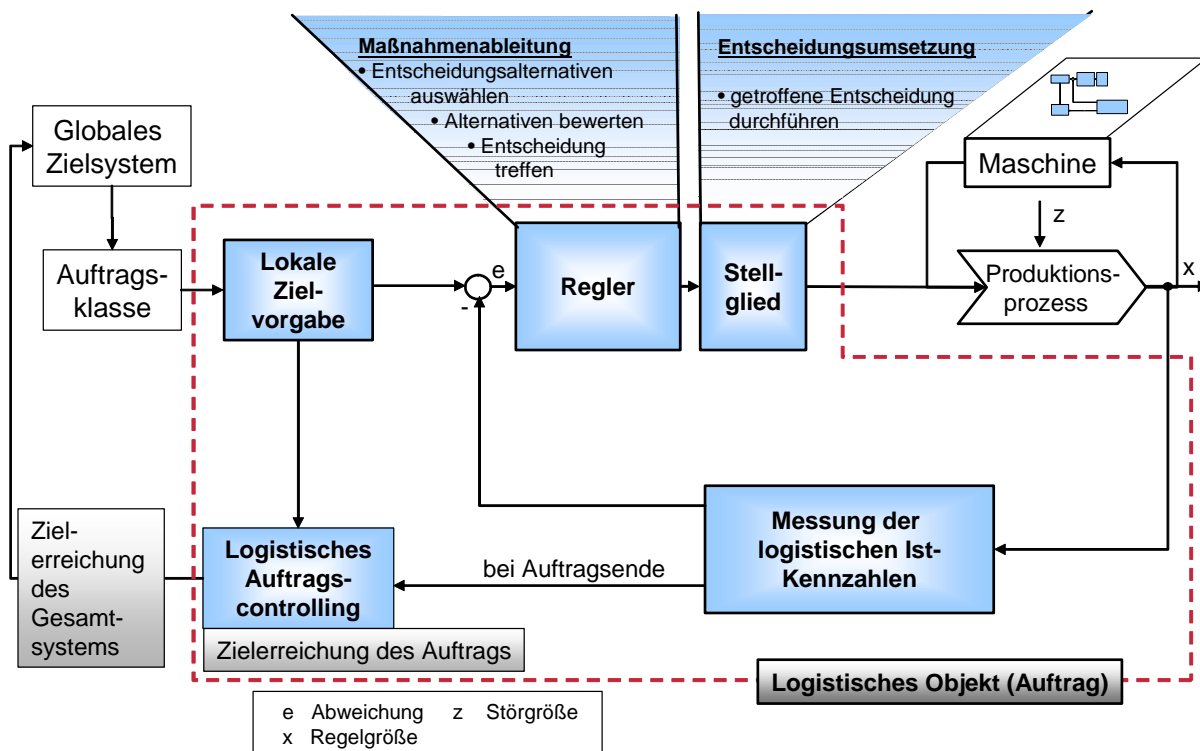 Maßnahmenableitung
• Entscheidungsalternativen
auswählen
• Alternativen bewerten
• Entscheidung
treffen
Entscheidungsumsetzung
• getroffene Entscheidung
durchführen
Globales
Zielsystem
Maschine
Auftrags-
klasse
Lokale
Ziel-
vorgabe
e
-
Regler
Stell-
glied
z
Produktions-
prozess
x
Ziel-
erreichung
des
Gesamt-
systems
Logistisches
Auftrags-
controlling
bei Auftragsende
Messung der
logistischen Ist-
Kennzahlen
Zielerreichung des Auftrags
Logistisches Objekt (Auftrag)
e Abweichung z Störgröße
x Regelgröße